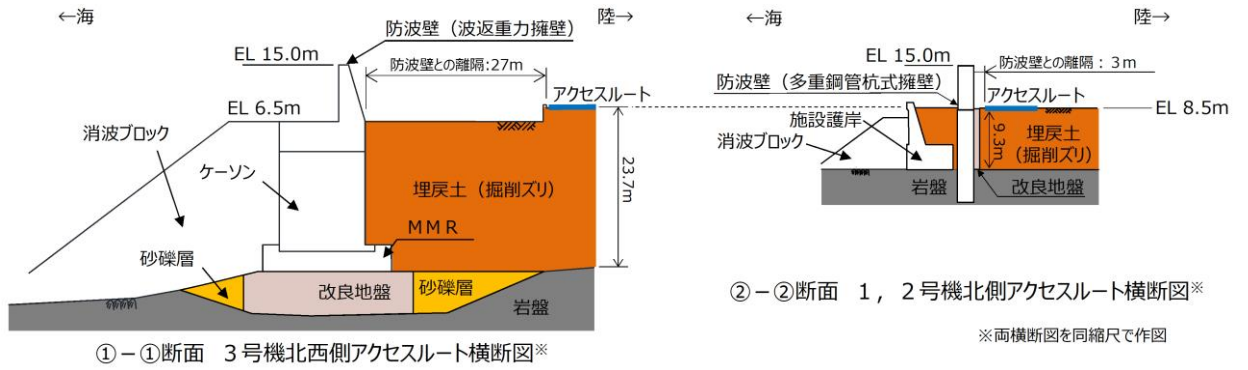 ←海
陸→
防波壁（波返重力擁壁）
EL 15.0m
防波壁との離隔:27m
アクセスルート
EL 6.5m
消波ブロック
ケーソン
埋戻土（掘削ズリ）
23.7m
MMR
砂礫層
改良地盤
砂礫層
岩盤
①－①断面　3号機北西側アクセスルート横断図※
←海
陸→
EL 15.0m
防波壁との離隔：3m
防波壁（多重鋼管杭式擁壁）
アクセスルート
EL 8.5m
施設護岸
消波ブロック
9.3m
埋戻土
（掘削ズリ）
岩盤
改良地盤
②－②断面　1，2号機北側アクセスルート横断図※
※両横断図を同縮尺で作図